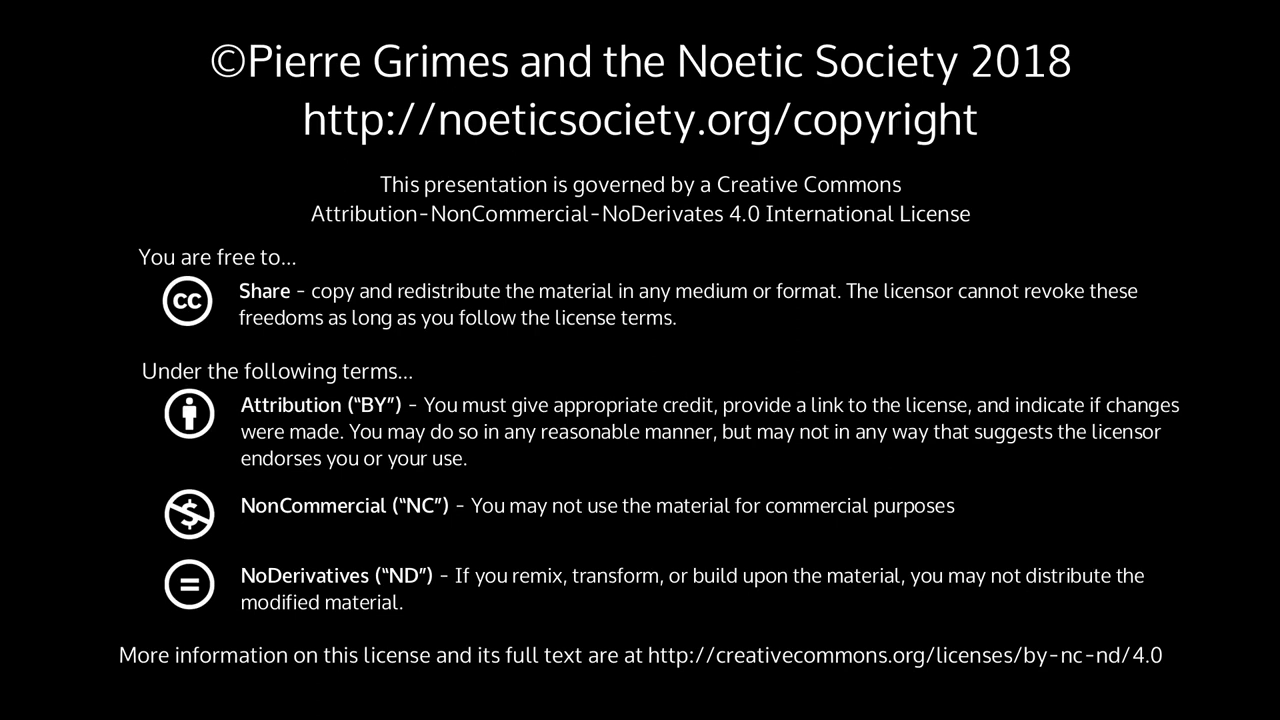 ©Pierre Grimes and the Noetic Society 2018
http://noeticsociety.org/copyright
This presentation is governed by a Creative Commons
Attribution-NonCommercial-NoDerivates 4.0 International License
You are free to...
cc
Share - copy and redistribute the material in any medium or format. The licensor cannot revoke these
freedoms as long as you follow the license terms.
Under the following terms...
Attribution (“BY”) - You must give appropriate credit, provide a link to the license, and indicate if changes
were made. You may do so in any reasonable manner, but may not in any way that suggests the licensor
endorses you or your use.
NonCommercial (“NC”) - You may not use the material for commercial purposes
NoDerivatives (“ND”) - If you remix, transform, or build upon the material, you may not distribute the
modified material.
More information on this license and its full text are at http://creativecommons.org/licenses/by-nc-nd/4.0